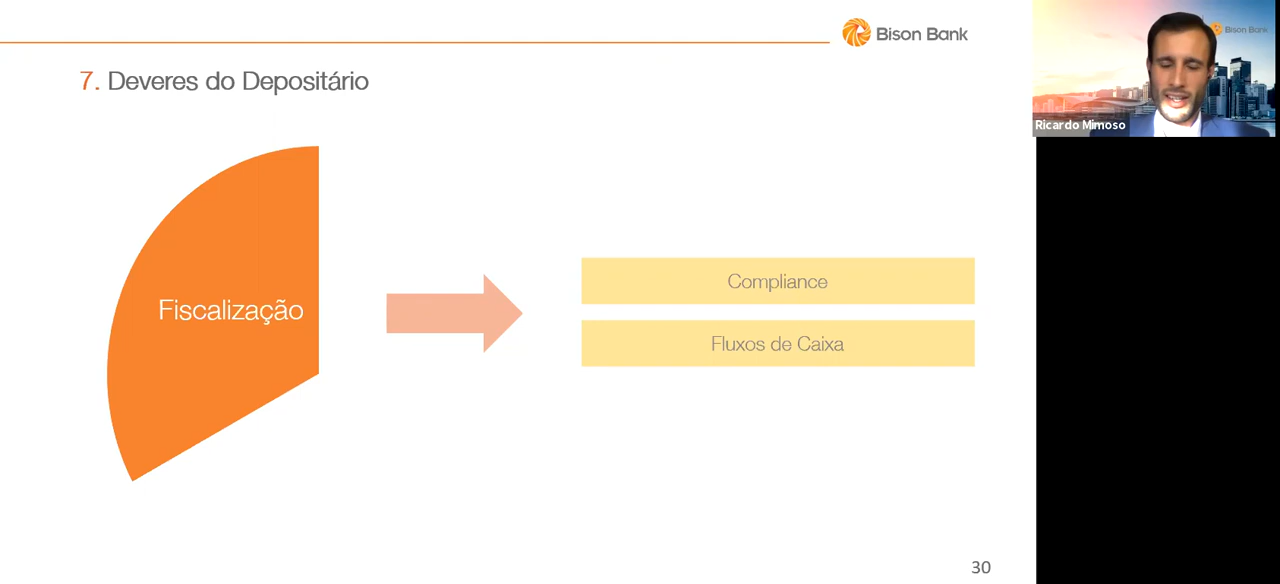 Bison Bank
7. Deveres do Depositário
Fiscalização
Compliance
Fluxos de Caixa
30
Bison Bank
Ricardo Mimoso